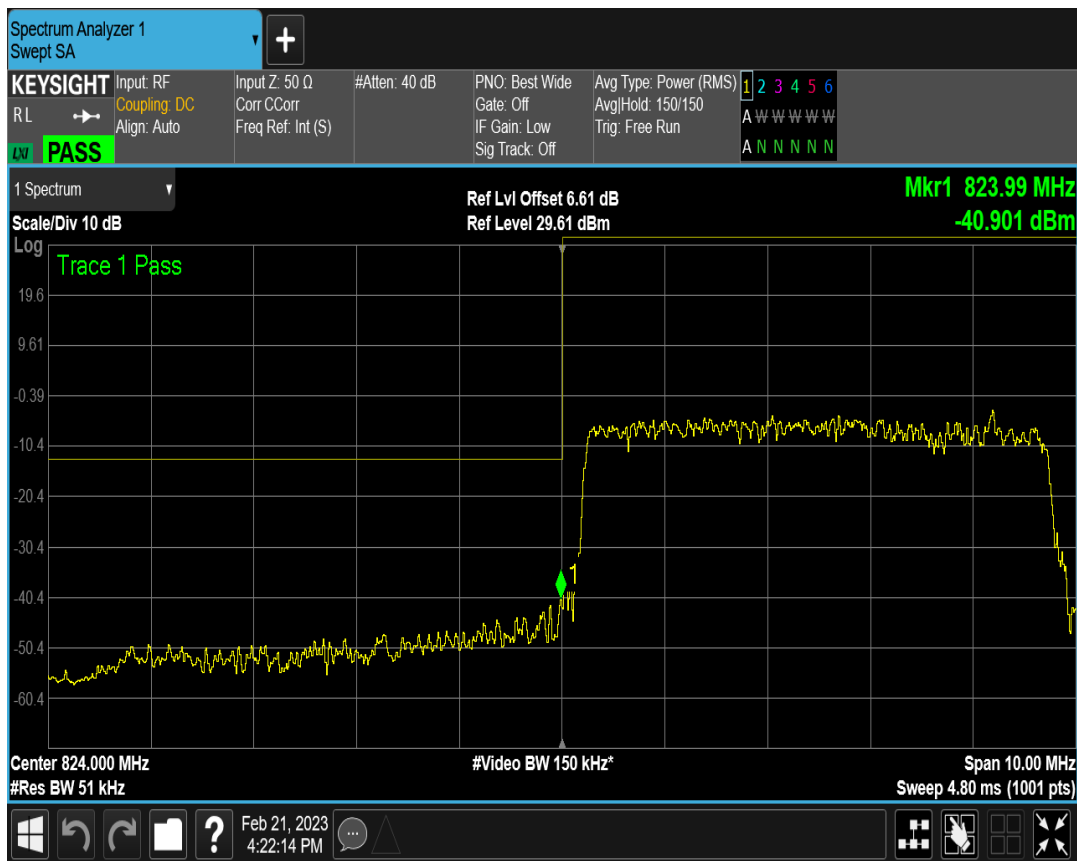 Spectrum Analyzer 1
Swept SA
+
KEYSIGHT
R L
LXI
PASS
Input: RF
Coupling: DC
Align: Auto
Input Z: 50 Ω
Corr CCorr
Freq Ref: Int (S)
#Atten: 40 dB
PNO: Best Wide
Gate: Off
IF Gain: Low
Sig Track: Off
Avg Type: Power (RMS)
Avg|Hold: 150/150
Trig: Free Run
1 2 3 4 5 6
A W W W W W
A N N N N N
1 Spectrum
Scale/Div 10 dB
Ref Lvl Offset 6.61 dB
Ref Level 29.61 dBm
Mkr1 823.99 MHz
-40.901 dBm
Log
Trace 1 Pass
19.6
9.61
-0.39
-10.4
-20.4
-30.4
-40.4
-50.4
-60.4
1
Center 824.000 MHz
#Res BW 51 kHz
#Video BW 150 kHz*
Span 10.00 MHz
Sweep 4.80 ms (1001 pts)
?
Feb 21, 2023
4:22:14 PM